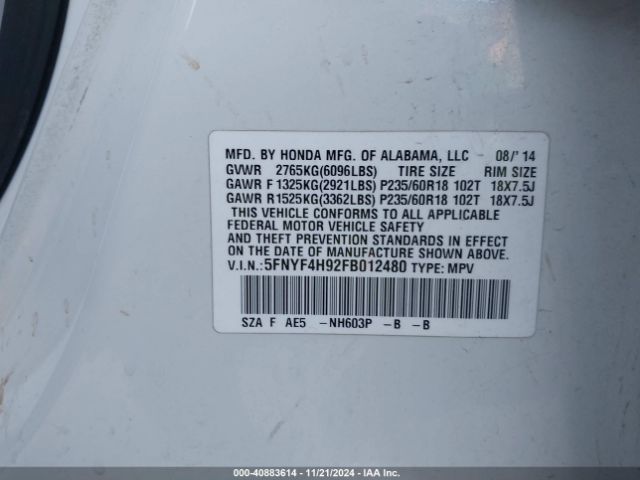 MFD. BY HONDA MFG. OF ALABAMA, LLC - 08/'14
GVWR 2765KG(6096LBS) TIRE SIZE RIM SIZE
GAWR F 1325KG(2921LBS) P235/60R18 102T 18X7.5J
GAWR R1525KG(3362LBS) P235/60R18 102T 18X7.5J
THIS VEHICLE CONFORMS TO ALL APPLICABLE
FEDERAL MOTOR VEHICLE SAFETY
AND THEFT PREVENTION STANDARDS IN EFFECT
ON THE DATE OF MANUFACTURE SHOWN ABOVE.
V.I.N.: 5FNYF4H92FB012480 TYPE: MPV
SZA F AE5 -NH603P -B -B
000-40883614 - 11/21/2024 - IAA Inc.